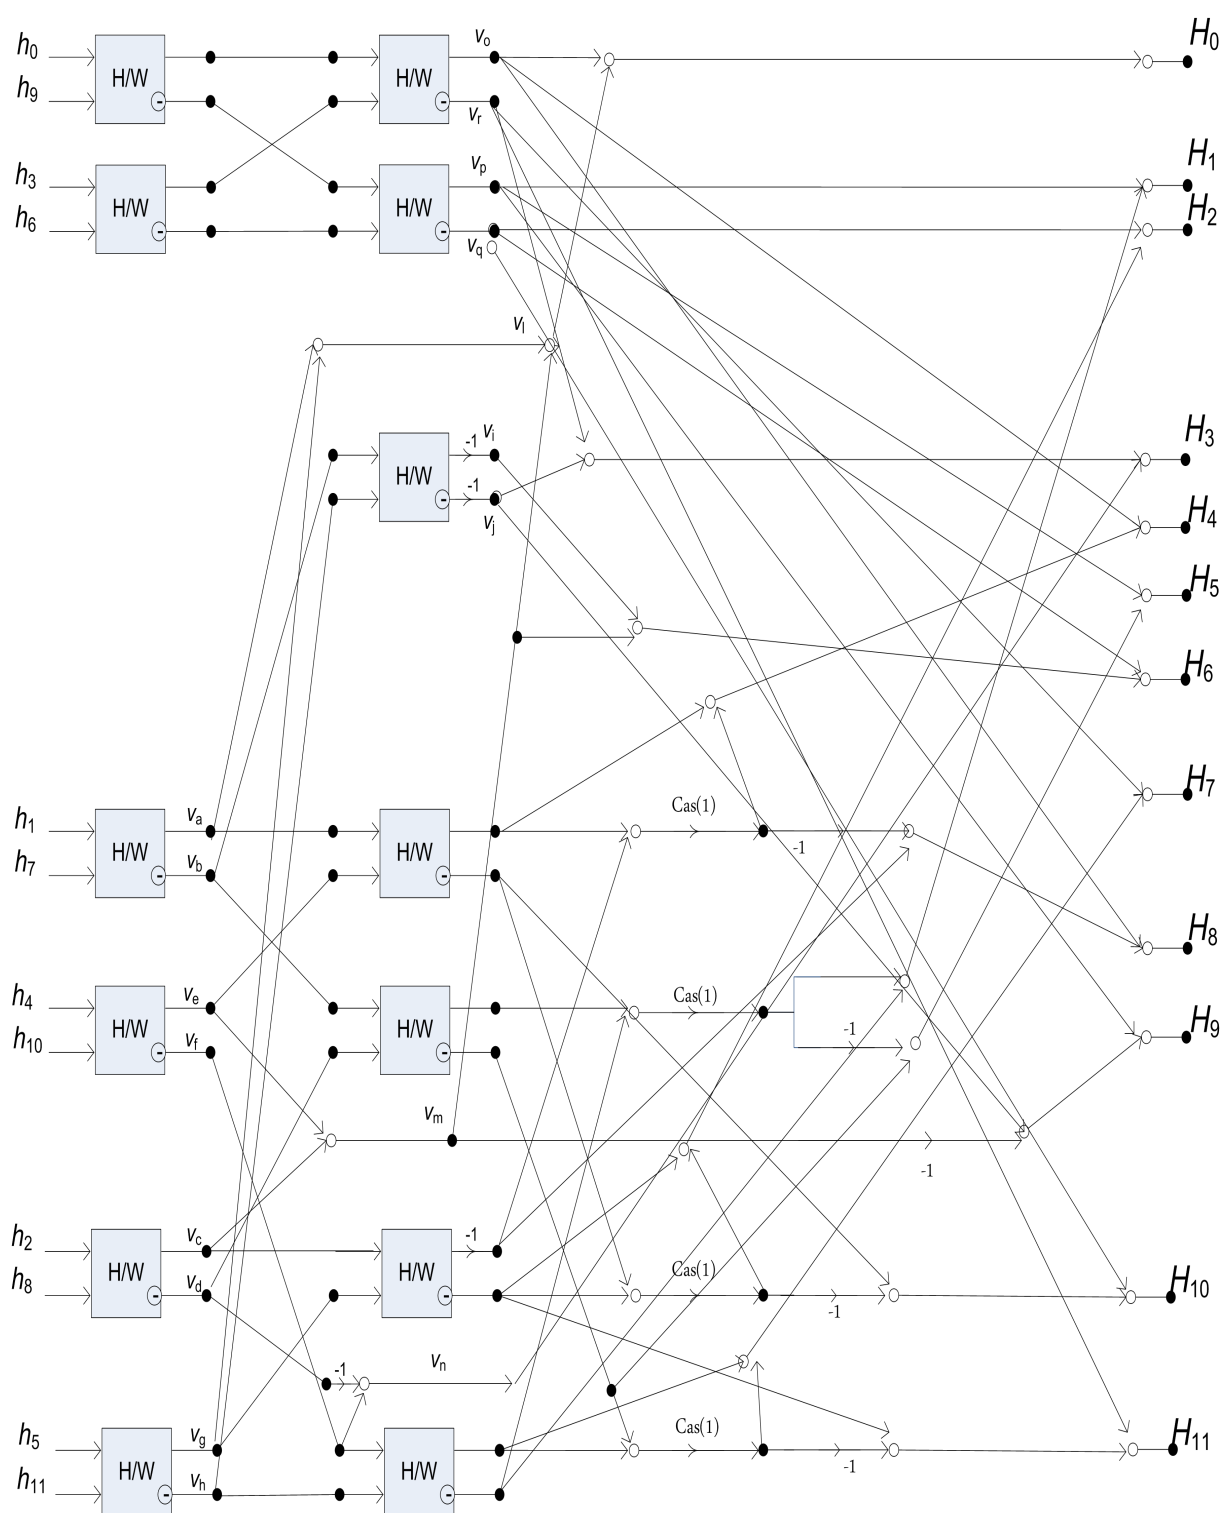 h0 H/W H/W vo H0
h9 - - vr
h3 H/W H/W vp H1
h6 - - vq H2
vl
H/W -1 vi H3
- -1 vj H4
H5
H6
H7
h1 H/W va H/W Cas(1) -1
h7 - vb -
H8
h4 H/W ve H/W Cas(1) -1 H9
h10 - vf -
vm -1
h2 H/W vc H/W -1
h8 - vd - Cas(1) -1 H10
-1 vn
h5 H/W vg H/W Cas(1) -1 H11
h11 - vh -